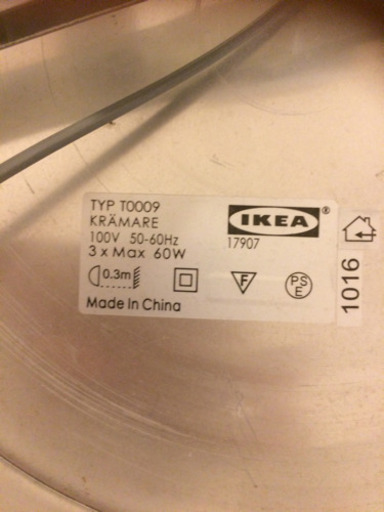 TYP T0009
KRÄMARE
100V 50-60Hz
3 x Max 60W
0.3m
Made In China
IKEA®
17907
F
PS
E
1016